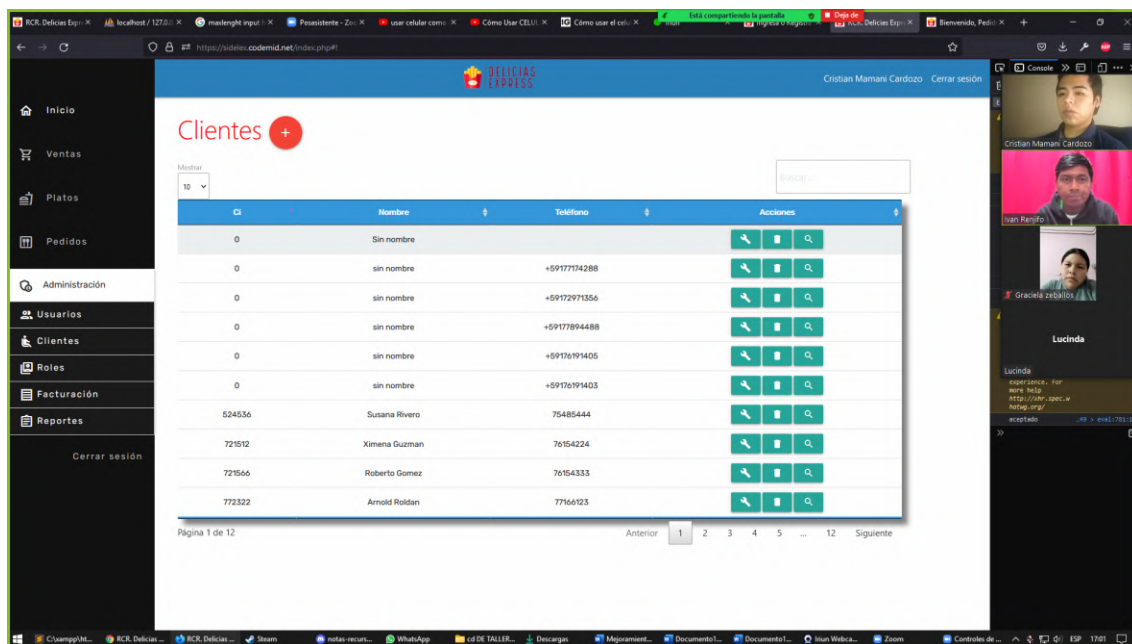 RCR. Delicias Expr
localhost / 127.0.0
maxlenght input
Pesasistente - Zoo
usar celular como
Cómo Usar CELUL
Cómo usar el celu
Está compartiendo la pantalla
Deja de
RCR. Delicias Expr
Bienvenido, Pedid
https://sidelex.codemid.net/index.php#!
DELICIAS
EXPRESS
Cristian Mamani Cardozo Cerrar sesión
Console
Inicio
Ventas
Platos
Pedidos
Administración
Usuarios
Clientes
Roles
Facturación
Reportes
Cerrar sesión
Clientes +
Mostrar
10
Buscar...
Ci Nombre Teléfono Acciones
0 Sin nombre
0 sin nombre +59177174288
0 sin nombre +59172971356
0 sin nombre +59177894488
0 sin nombre +59176191405
0 sin nombre +59176191403
524536 Susana Rivero 75485444
721512 Ximena Guzman 76154224
721566 Roberto Gomez 76154333
772322 Arnold Roldan 77166123
Página 1 de 12
Anterior 1 2 3 4 5 ... 12 Siguiente
Cristian Mamani Cardozo
Ivan Renjifo
Graciela zeballos
Lucinda
Lucinda
experience. For
more help
http://xhr.spec.w
hatwg.org/
aceptado
C:\xampp\ht...
RCR. Delicias ...
RCR. Delicias ...
Steam
notas-recurs...
WhatsApp
cd DE TALLER...
Descargas
Mejorament...
Documento1...
Documento1...
Iriun Webca...
Zoom
Controles de ...
ESP 17:01